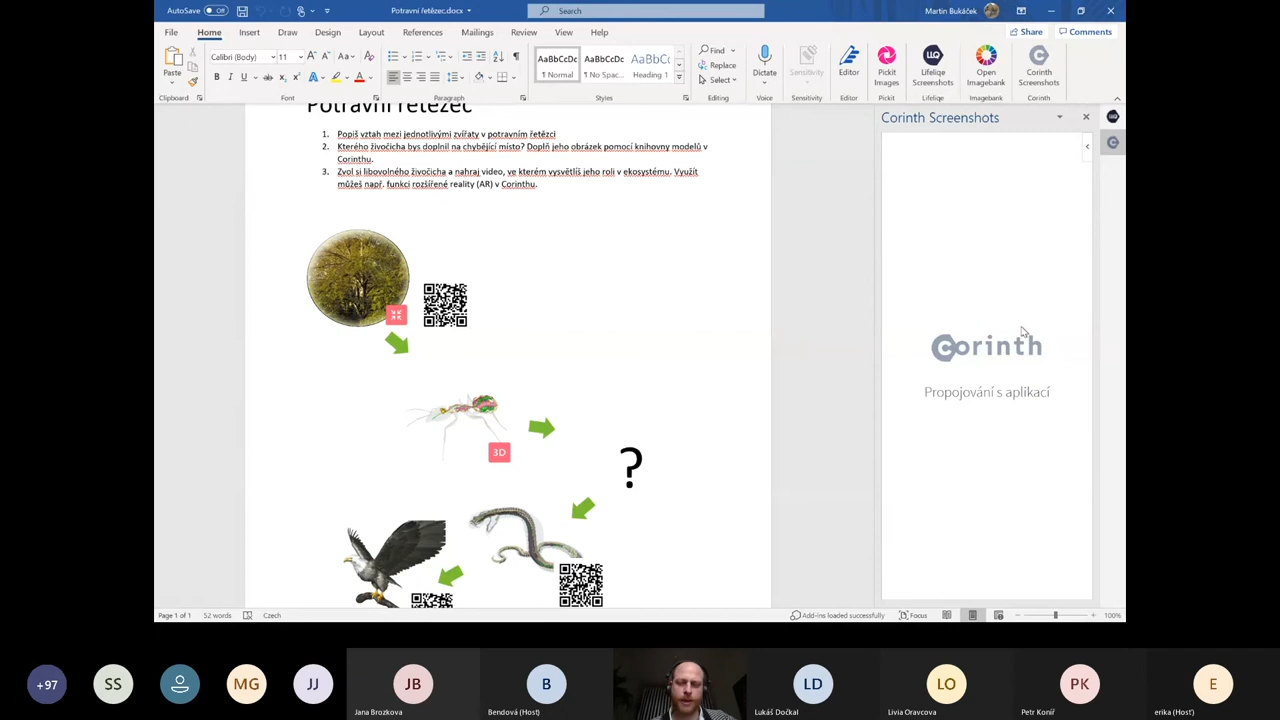 AutoSave
Off
Potravní řetězec.docx
Search
Martin Bukáček
File
Home
Insert
Draw
Design
Layout
References
Mailings
Review
View
Help
Share
Comments
Paste
Calibri (Body)
11
AaBbCcDc
AaBbCcDc
AaBbCc
¶ Normal
¶ No Spac...
Heading 1
Find
Replace
Select
Dictate
Sensitivity
Editor
Pickit Images
Lifeliqe Screenshots
Open Imagebank
Corinth Screenshots
Clipboard
Font
Paragraph
Styles
Editing
Voice
Sensitivity
Editor
Pickit
Lifeliqe
Imagebank
Corinth
Potravní řetězec
1. Popiš vztah mezi jednotlivými zvířaty v potravním řetězci
2. Kterého živočicha bys doplnil na chybějící místo? Doplň jeho obrázek pomocí knihovny modelů v
Corinthu.
3. Zvol si libovolného živočicha a nahraj video, ve kterém vysvětlíš jeho roli v ekosystému. Využít
můžeš např. funkci rozšířené reality (AR) v Corinthu.
3D
?
Corinth Screenshots
corinth
Propojování s aplikací
Page 1 of 1
52 words
Czech
Add-ins loaded successfully
Focus
100%
+97
SS
MG
JJ
JB
Jana Brozkova
B
Bendová (Host)
LD
Lukáš Dočkal
LO
Livia Oravcova
PK
Petr Koníř
E
erika (Host)